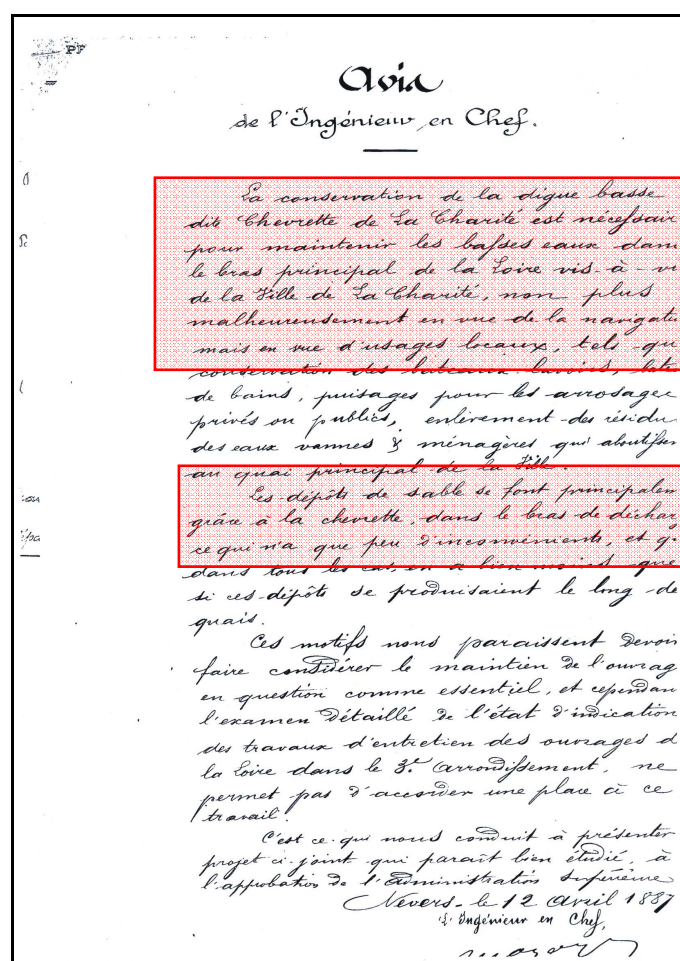 PF
Avis
de l'Ingénieur en Chef.
La conservation de la digue basse
dite Chevrette de La Charité est nécessair
pour maintenir les basses eaux dan
le bras principal de la Loire vis-à-vi
de la Ville de La Charité, non plus
malheureusement en vue de la navigati
mais en vue d'usages locaux, tels que
conservation des bateaux-lavoirs,
de bains, puisages pour les arrosages
privés ou publics, enlèvement des résidu
des eaux vannes & ménagères qui aboutissen
au quai principal de la Ville.
Les dépôts de sable se font principalem
grâce à la chevrette, dans le bras de déchar
ce qui n'a que peu d'inconvénients, et q
dans tous les cas, en a bien moins que
si ces dépôts se produisaient le long de
quais.
Ces motifs nous paraissent devoir
faire considérer le maintien de l'ouvrag
en question comme essentiel, et cependan
l'examen détaillé de l'état d'indication
des travaux d'entretien des ouvrages d
la Loire dans le 3e arrondissement, ne
permet pas d'accorder une place à ce
travail.
C'est ce qui nous conduit à présenter
projet ci-joint qui paraît bien étudié, à
l'approbation de l'Administration supérieure
Nevers, le 12 Avril 1887
L'Ingénieur en Chef,